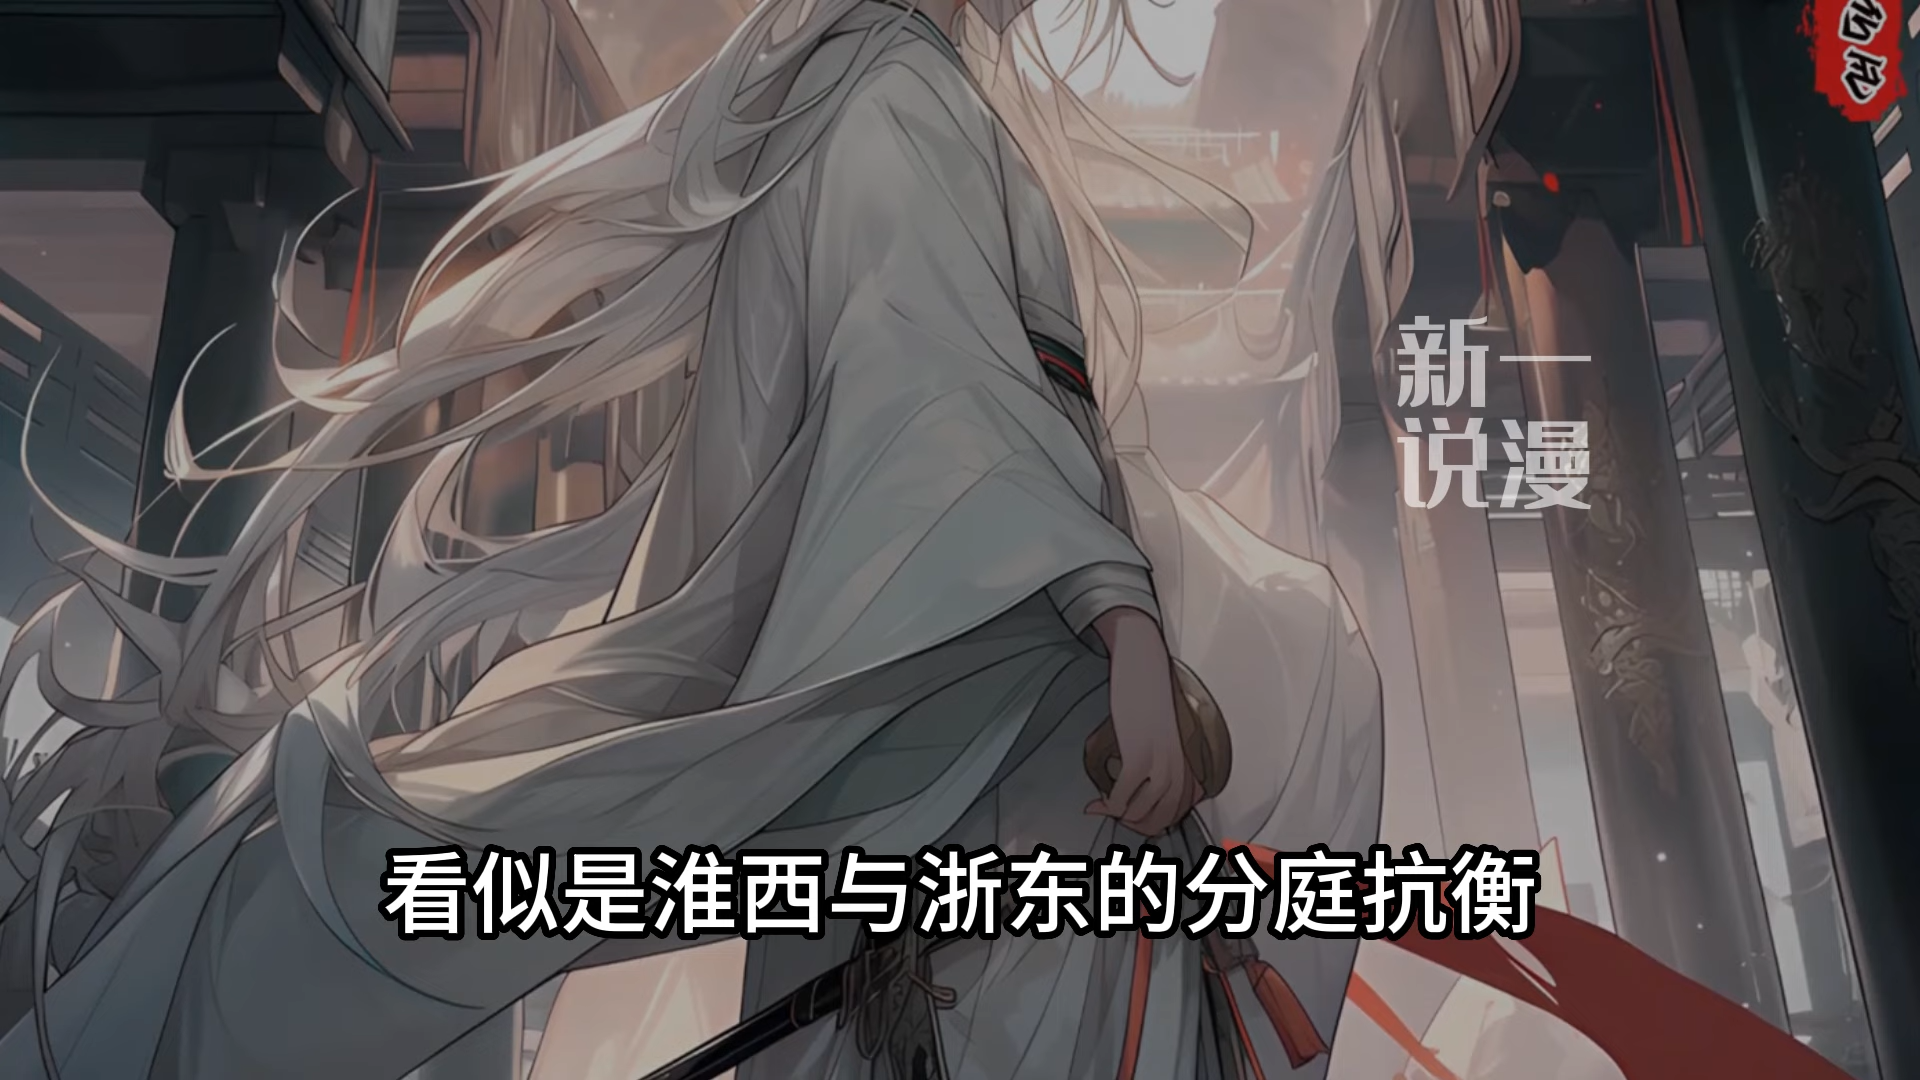 新一
说漫
看似是淮西与浙东的分庭抗衡